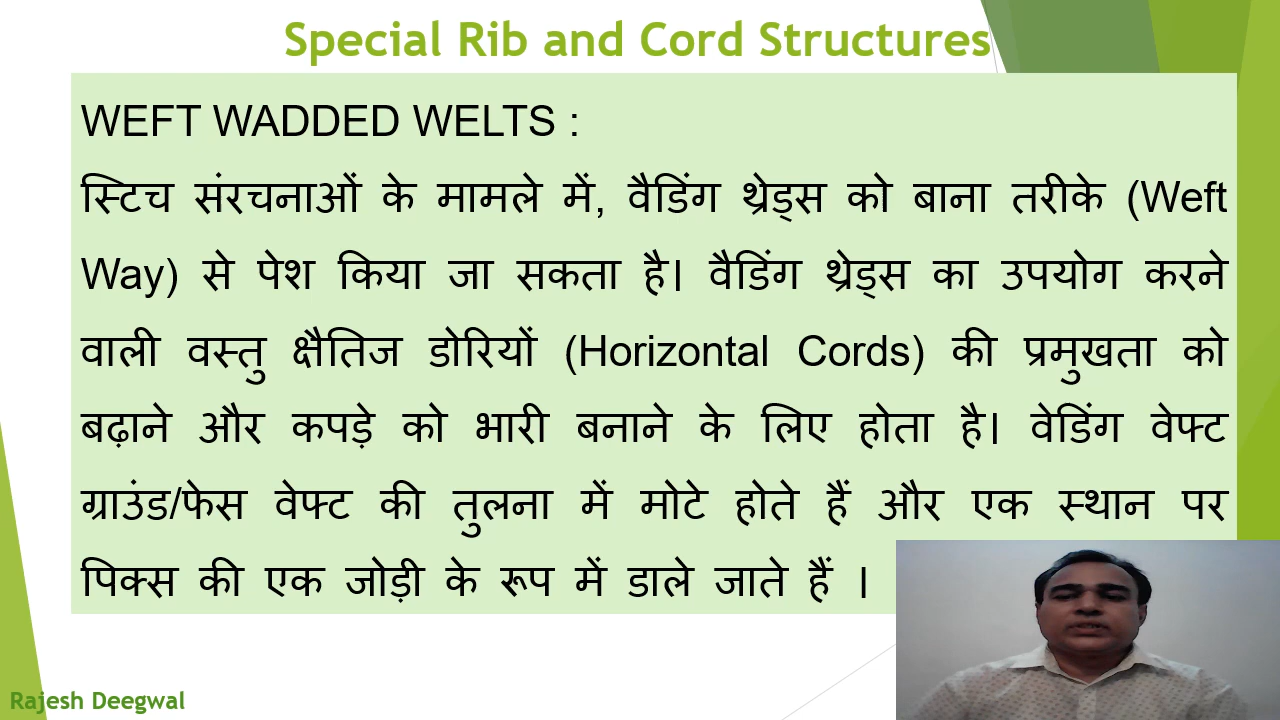 Special Rib and Cord Structures
WEFT WADDED WELTS :
स्टिच संरचनाओं के मामले में, वैडिंग थ्रेड्स को बाना तरीके (Weft
Way) से पेश किया जा सकता है। वैडिंग थ्रेड्स का उपयोग करने
वाली वस्तु क्षैतिज डोरियों (Horizontal Cords) की प्रमुखता को
बढ़ाने और कपड़े को भारी बनाने के लिए होता है। वेडिंग वेफ्ट
ग्राउंड/फेस वेफ्ट की तुलना में मोटे होते हैं और एक स्थान पर
पिक्स की एक जोड़ी के रूप में डाले जाते हैं ।
Rajesh Deegwal